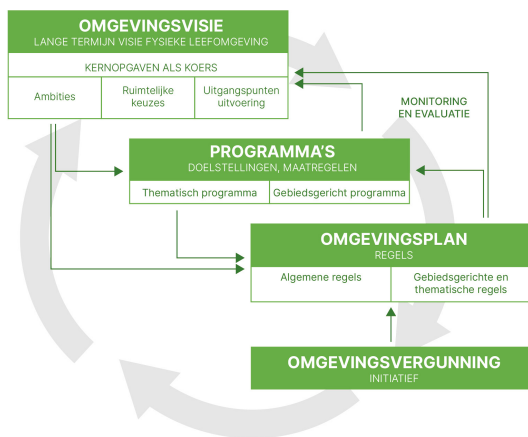 OMGEVINGSVISIE
LANGE TERMIJN VISIE FYSIEKE LEEFOMGEVING
KERNOPGAVEN ALS KOERS
Ambities
Ruimtelijke
keuzes
Uitgangspunten
uitvoering
MONITORING
EN EVALUATIE
PROGRAMMA'S
DOELSTELLINGEN, MAATREGELEN
Thematisch programma
Gebiedsgericht programma
OMGEVINGSPLAN
REGELS
Algemene regels
Gebiedsgerichte en
thematische regels
OMGEVINGSVERGUNNING
INITIATIEF